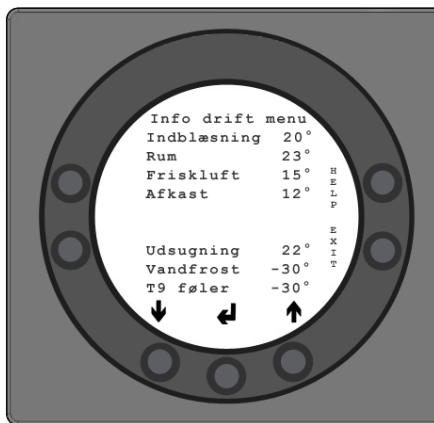 Info drift menu
Indblæsning 20°
Rum 23°
Friskluft 15°
Afkast 12°
Udsugning 22°
Vandfrost -30°
T9 føler -30°
HELP
EXIT